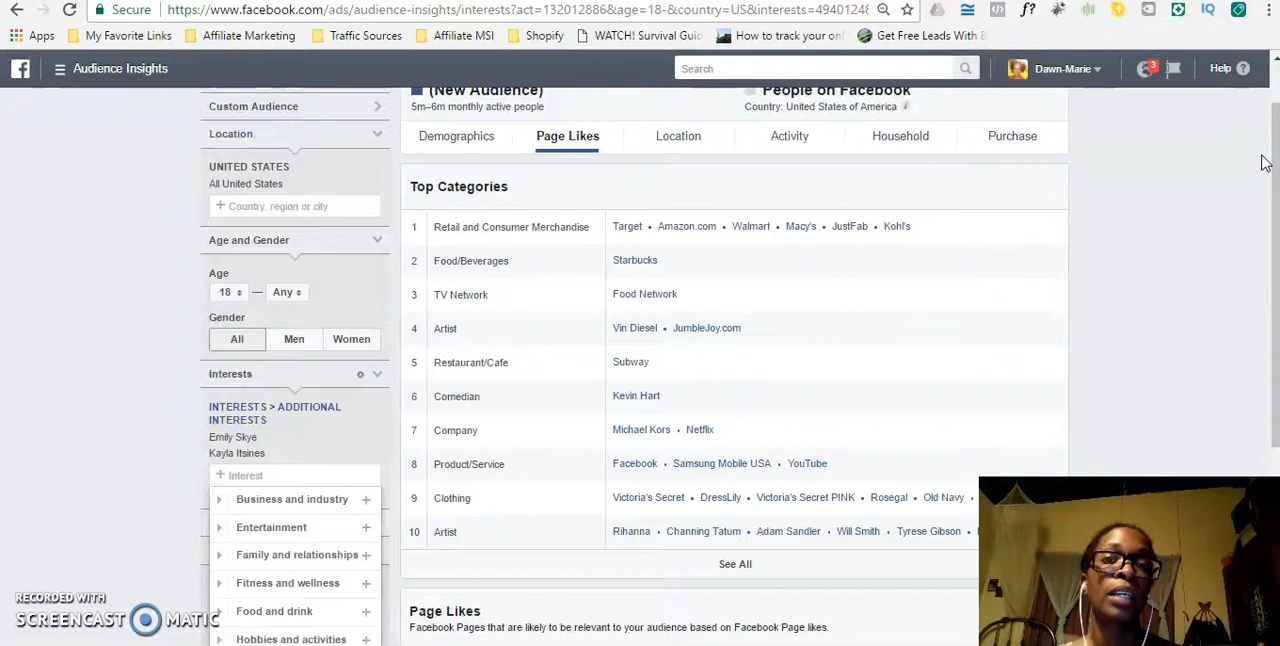 Secure https://www.facebook.com/ads/audience-insights/interests?act=132012886&age=18-&country=US&interests=49401248
Apps My Favorite Links Affiliate Marketing Traffic Sources Affiliate MSI Shopify WATCH! Survival Guid How to track your onl Get Free Leads With
Audience Insights Search Dawn-Marie 3 Help
(New Audience) People on Facebook
5m–6m monthly active people Country: United States of America
Custom Audience
Location
Demographics Page Likes Location Activity Household Purchase
UNITED STATES
All United States
+ Country, region or city
Top Categories
1 Retail and Consumer Merchandise Target • Amazon.com • Walmart • Macy's • JustFab • Kohl's
Age and Gender
2 Food/Beverages Starbucks
Age
18 — Any
3 TV Network Food Network
Gender
All Men Women
4 Artist Vin Diesel • JumbleJoy.com
5 Restaurant/Cafe Subway
Interests
6 Comedian Kevin Hart
INTERESTS > ADDITIONAL
INTERESTS
7 Company Michael Kors • Netflix
Emily Skye
Kayla Itsines
8 Product/Service Facebook • Samsung Mobile USA • YouTube
+ Interest
Business and industry +
9 Clothing Victoria's Secret • DressLily • Victoria's Secret PINK • Rosegal • Old Navy •
Entertainment +
10 Artist Rihanna • Channing Tatum • Adam Sandler • Will Smith • Tyrese Gibson •
Family and relationships +
See All
Fitness and wellness +
Food and drink +
Page Likes
Facebook Pages that are likely to be relevant to your audience based on Facebook Page likes.
Hobbies and activities +
RECORDED WITH
SCREENCAST MATIC